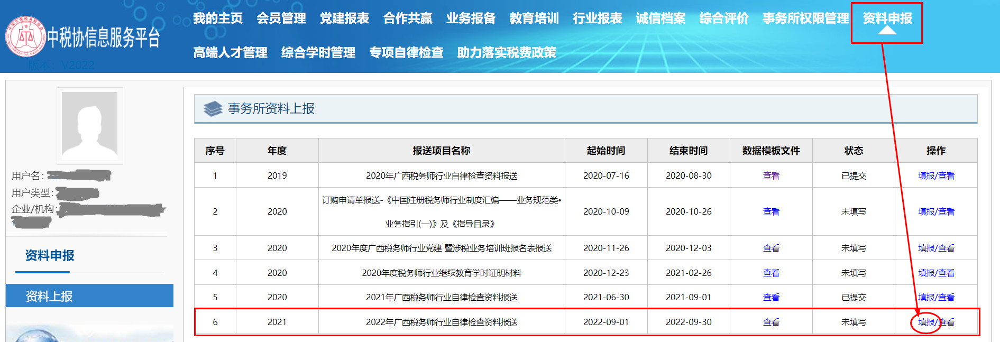 我的主页 会员管理 党建报表 合作共赢 业务报备 教育培训 行业报表 诚信档案 综合评价 事务所权限管理 资料申报
中税协信息服务平台
高端人才管理 综合学时管理 专项自律检查 助力落实税费政策
版本：V2022
事务所资料上报
序号 年度 报送项目名称 起始时间 结束时间 数据模板文件 状态 操作
1 2019 2020年广西税务师行业自律检查资料报送 2020-07-16 2020-08-30 查看 已提交 填报/查看
2 2020 订购申请单报送-《中国注册税务师行业制度汇编——业务规范类•
业务指引(一)》及《指导目录》 2020-10-09 2020-10-26 查看 未填写 填报/查看
3 2020 2020年度广西税务师行业党建 暨涉税业务培训班报名表报送 2020-11-26 2020-12-03 查看 未填写 填报/查看
4 2020 2020年度税务师行业继续教育学时证明材料 2020-12-23 2021-02-26 查看 未填写 填报/查看
5 2020 2021年广西税务师行业自律检查资料报送 2021-06-30 2021-09-01 查看 已提交 填报/查看
6 2021 2022年广西税务师行业自律检查资料报送 2022-09-01 2022-09-30 查看 未填写 填报/查看
用户名：
用户类型：
企业/机构：
资料申报
资料上报